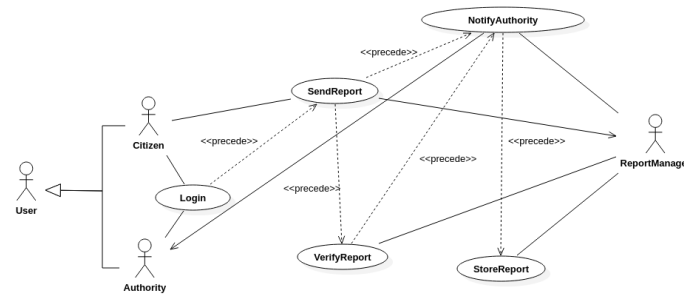 NotifyAuthority
<<precede>>
SendReport
Citizen
<<precede>>
<<precede>>
<<precede>>
ReportManage
User
Login
<<precede>>
VerifyReport
StoreReport
Authority